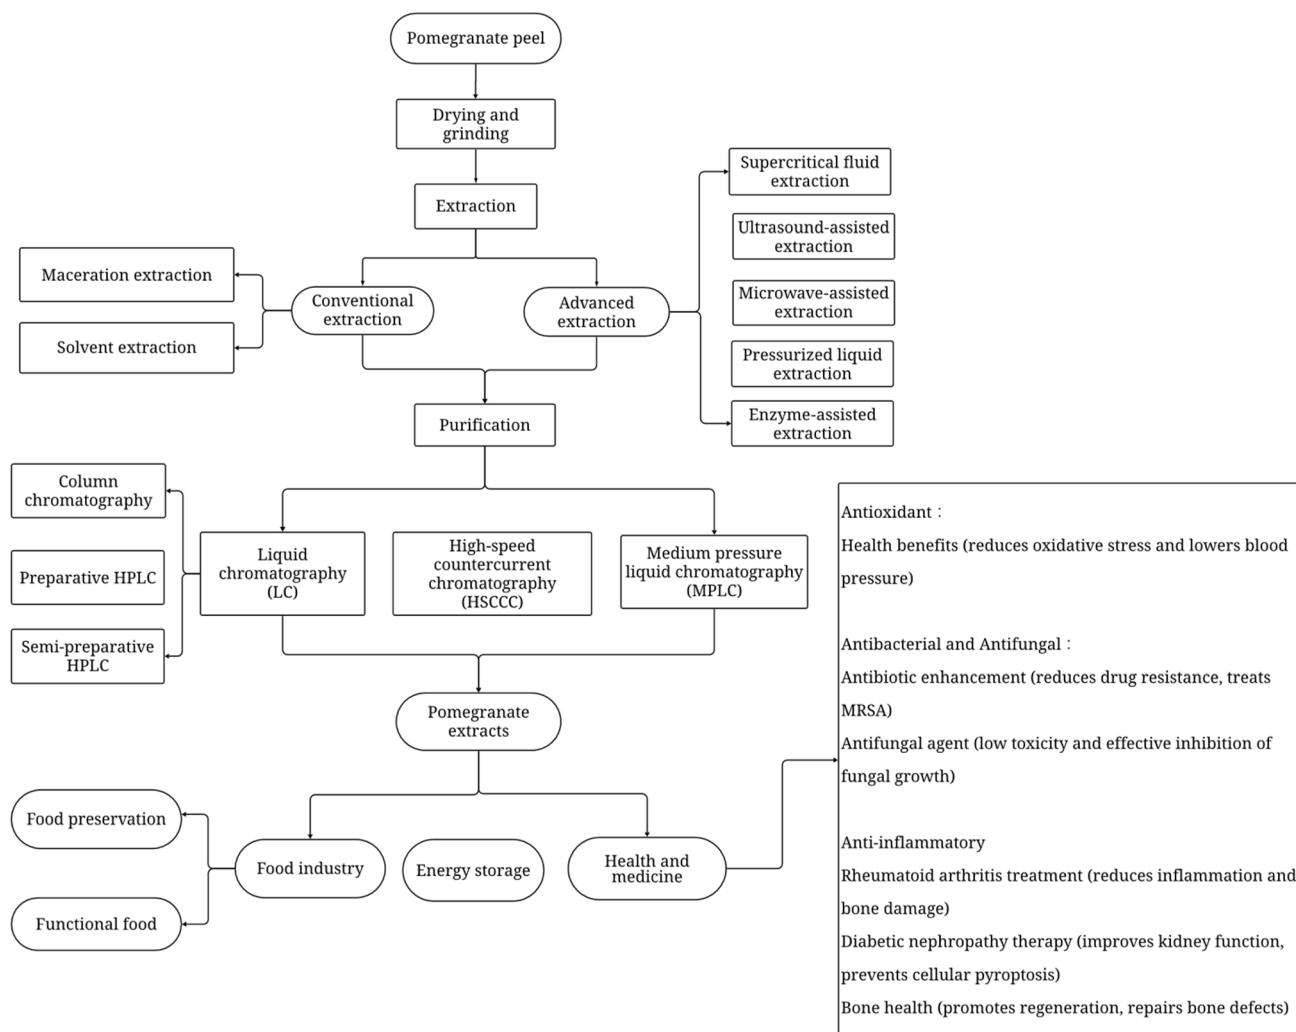 Pomegranate peel
Drying and
grinding
Extraction
Supercritical fluid
extraction
Ultrasound-assisted
extraction
Microwave-assisted
extraction
Pressurized liquid
extraction
Enzyme-assisted
extraction
Maceration extraction
Solvent extraction
Conventional
extraction
Advanced
extraction
Purification
Column
chromatography
Preparative HPLC
Semi-preparative
HPLC
Liquid
chromatography
(LC)
High-speed
countercurrent
chromatography
(HSCCC)
Medium pressure
liquid chromatography
(MPLC)
Pomegranate
extracts
Food preservation
Functional food
Food industry
Energy storage
Health and
medicine
Antioxidant：
Health benefits (reduces oxidative stress and lowers blood
pressure)
Antibacterial and Antifungal：
Antibiotic enhancement (reduces drug resistance, treats
MRSA)
Antifungal agent (low toxicity and effective inhibition of
fungal growth)
Anti-inflammatory
Rheumatoid arthritis treatment (reduces inflammation and
bone damage)
Diabetic nephropathy therapy (improves kidney function,
prevents cellular pyroptosis)
Bone health (promotes regeneration, repairs bone defects)